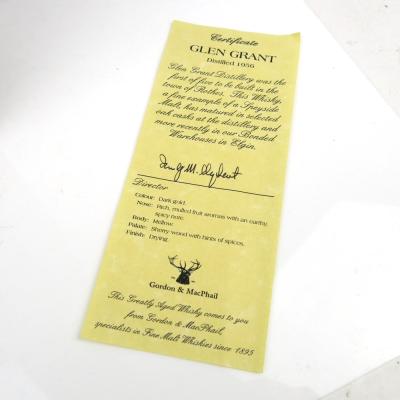 Certificate
GLEN GRANT
Distilled 1956
Glen Grant Distillery was the
first of five to be built in the
town of Rothes. This Whisky,
a fine example of a Speyside
Malt, has matured in selected
oak casks at the distillery and
more recently in our Bonded
Warehouses in Elgin.
Director
Colour: Dark gold.
Nose: Rich, mulled fruit aromas with an earthy,
spicy note.
Body: Mellow.
Palate: Sherry wood with hints of spices.
Finish: Drying.
Gordon & MacPhail
This Greatly Aged Whisky comes to you
from Gordon & MacPhail,
specialists in Fine Malt Whiskies since 1895